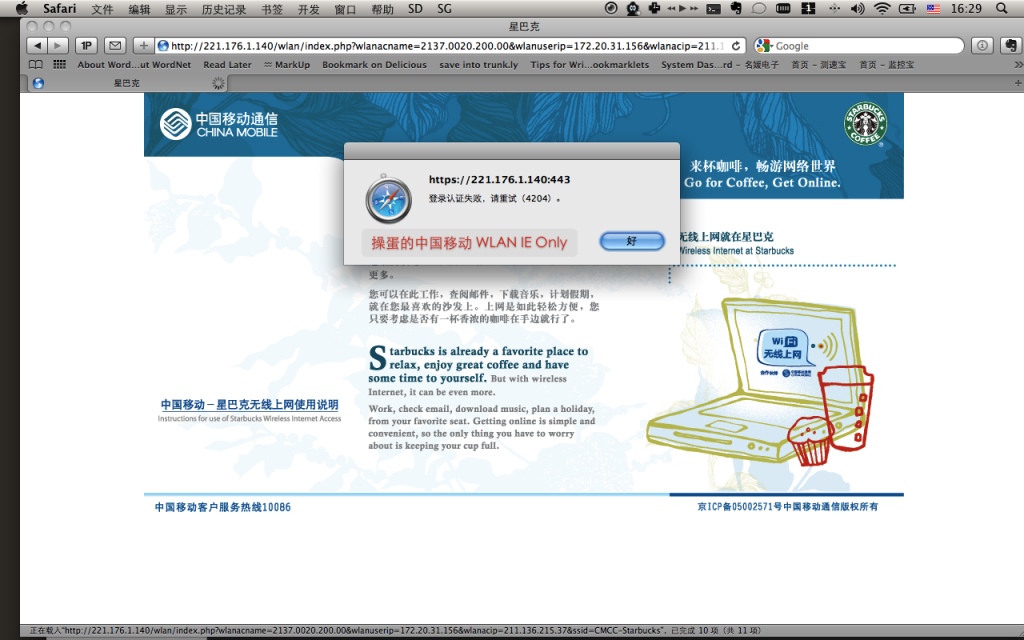 Safari 文件 编辑 显示 历史记录 书签 开发 窗口 帮助 SD SG 16:29
星巴克
1P http://221.176.1.140/wlan/index.php?wlanacname=2137.0020.200.00&wlanuserip=172.20.31.156&wlanacip=211.1 Google
About Word...ut WordNet Read Later MarkUp Bookmark on Delicious save into trunk.ly Tips for Wri...ookmarklets System Das...rd - 名媛电子 首页 - 测速宝 首页 - 监控宝
星巴克
中国移动通信
CHINA MOBILE
STARBUCKS
COFFEE
来杯咖啡，畅游网络世界
Go for Coffee, Get Online.
https://221.176.1.140:443
登录认证失败，请重试（4204）。
操蛋的中国移动 WLAN IE Only
好
无线上网就在星巴克
Wireless Internet at Starbucks
更多。
您可以在此工作，查阅邮件，下载音乐，计划假期，
就在您最喜欢的沙发上。上网是如此轻松方便，您
只要考虑是否有一杯香浓的咖啡在手边就行了。
Starbucks is already a favorite place to
relax, enjoy great coffee and have
some time to yourself. But with wireless
Internet, it can be even more.
Work, check email, download music, plan a holiday,
from your favorite seat. Getting online is simple and
convenient, so the only thing you have to worry
about is keeping your cup full.
WiFi
无线上网
中国移动－星巴克无线上网使用说明
Instructions for use of Starbucks Wireless Internet Access
中国移动客户服务热线10086
京ICP备05002571号中国移动通信版权所有
正在载入“http://221.176.1.140/wlan/index.php?wlanacname=2137.0020.200.00&wlanuserip=172.20.31.156&wlanacip=211.136.215.37&ssid=CMCC-Starbucks”，已完成 10 项（共 11 项）